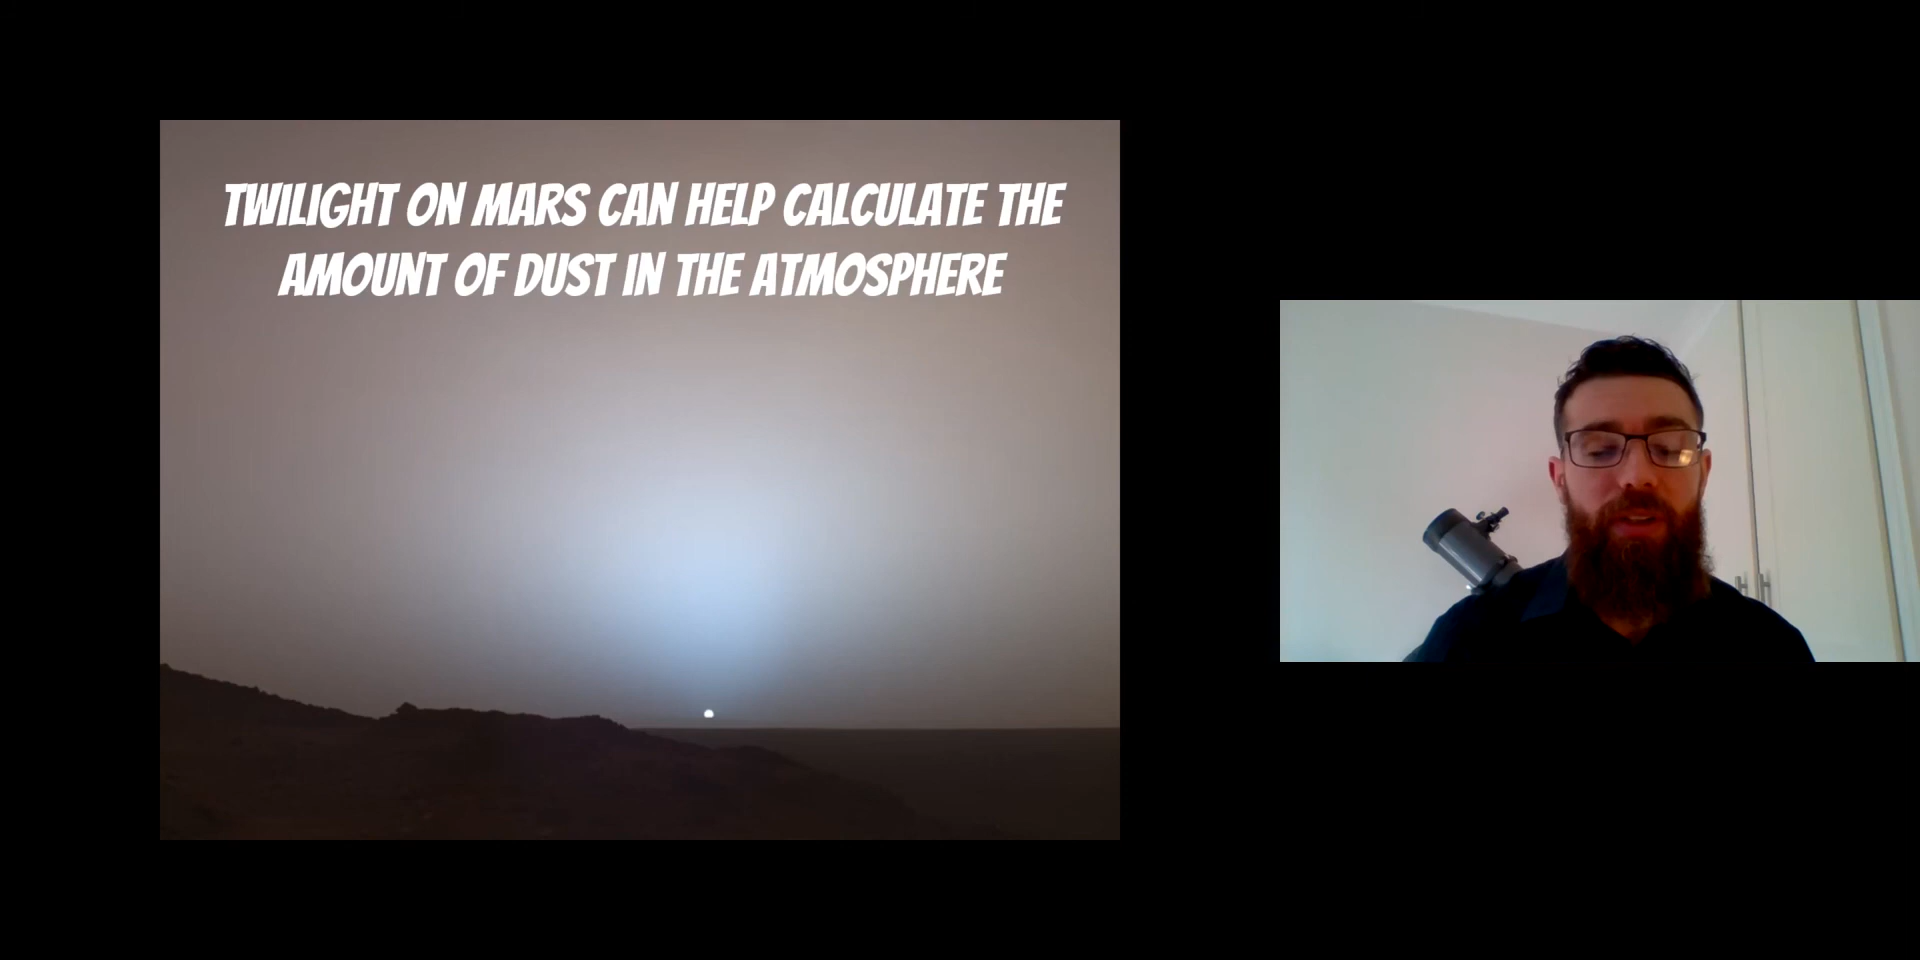 TWILIGHT ON MARS CAN HELP CALCULATE THE
AMOUNT OF DUST IN THE ATMOSPHERE